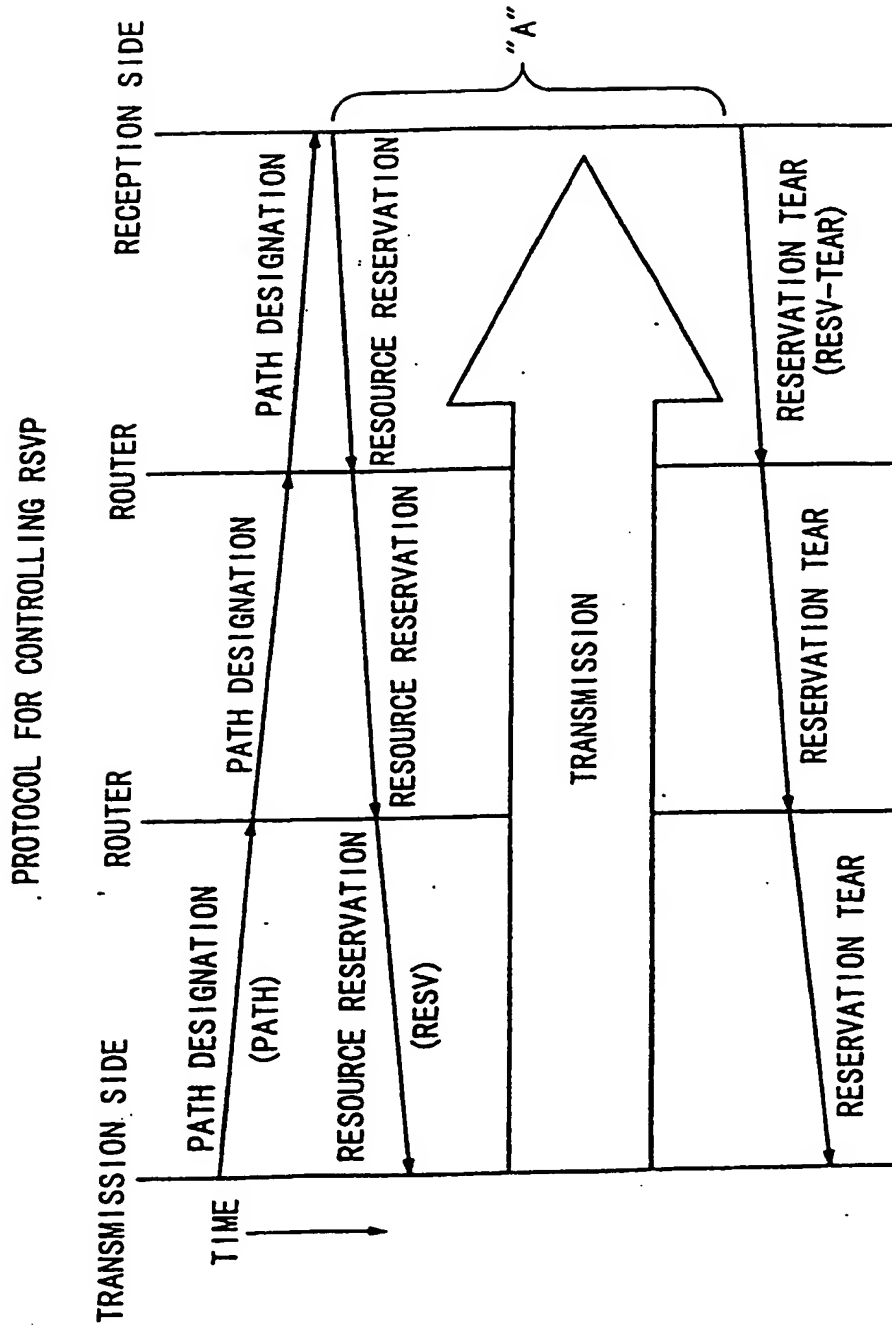 PROTOCOL FOR CONTROLLING RSVP
TRANSMISSION SIDE
ROUTER
ROUTER
RECEPTION SIDE
TIME
PATH DESIGNATION
(PATH)
PATH DESIGNATION
PATH DESIGNATION
RESOURCE RESERVATION
(RESV)
RESOURCE RESERVATION
RESOURCE RESERVATION
"A"
TRANSMISSION
RESERVATION TEAR
RESERVATION TEAR
RESERVATION TEAR
(RESV-TEAR)